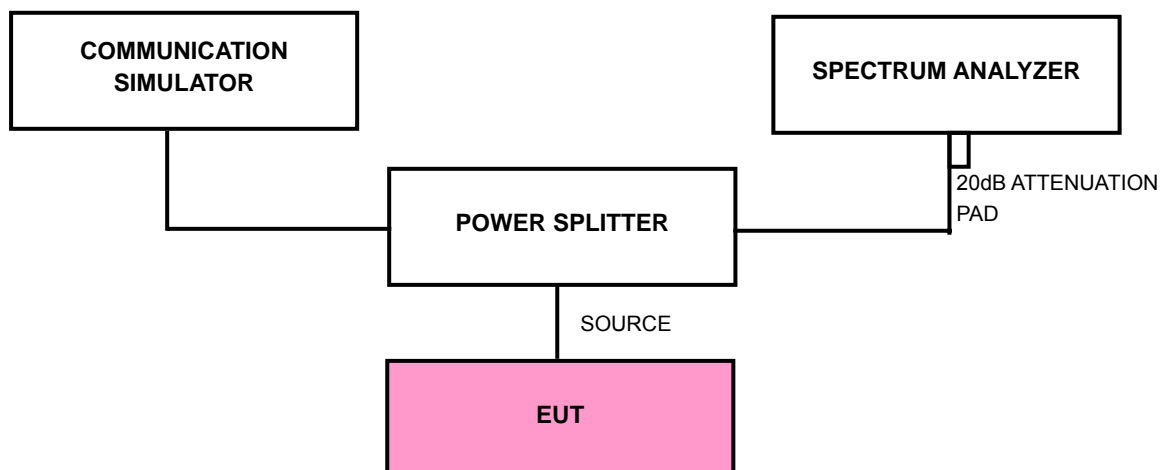 COMMUNICATION
SIMULATOR
SPECTRUM ANALYZER
20dB ATTENUATION
PAD
POWER SPLITTER
SOURCE
EUT